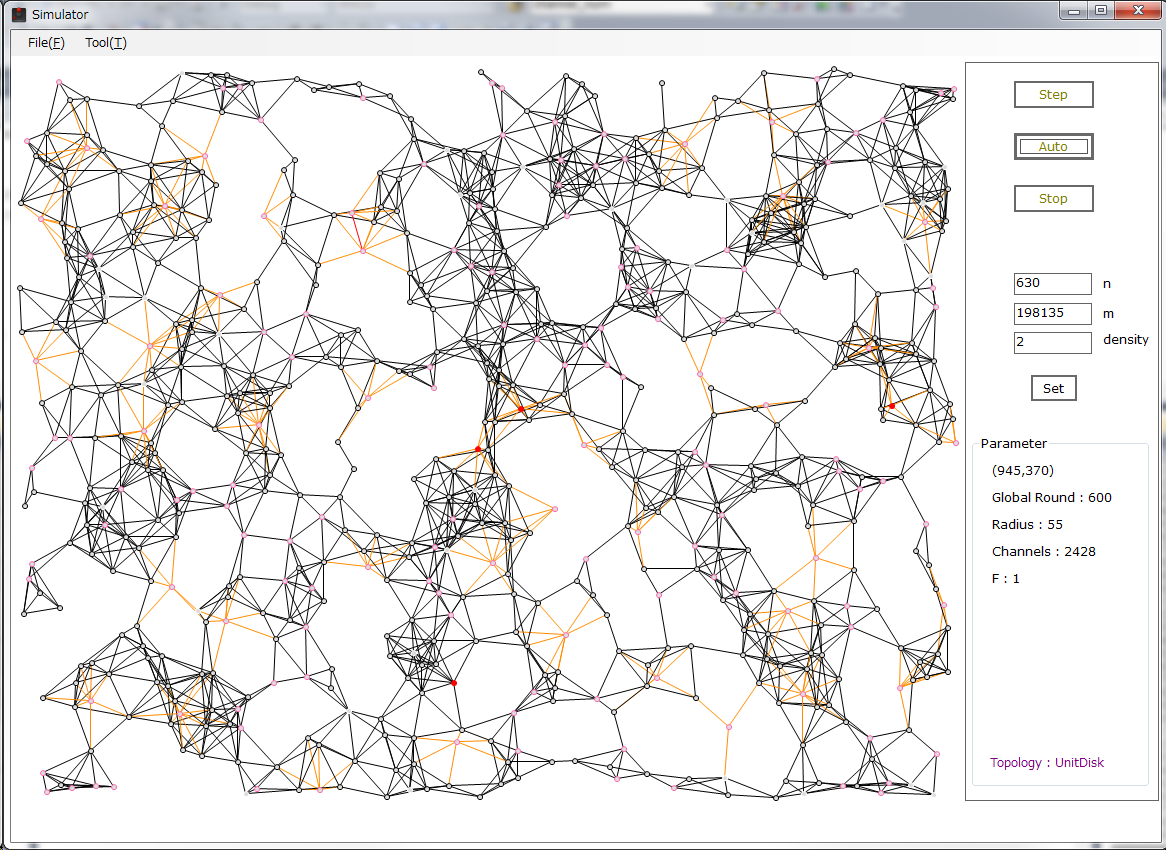 Simulator
File(F) Tool(T)
Step
Auto
Stop
630 n
198135 m
2 density
Set
Parameter
(945,370)
Global Round : 600
Radius : 55
Channels : 2428
F : 1
Topology : UnitDisk